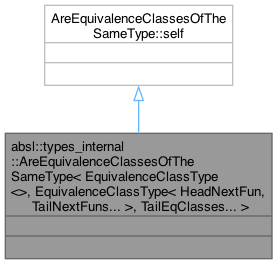 AreEquivalenceClassesOfThe
SameType::self
absl::types_internal
::AreEquivalenceClassesOfThe
SameType< EquivalenceClassType
<>, EquivalenceClassType< HeadNextFun,
TailNextFuns... >, TailEqClasses... >